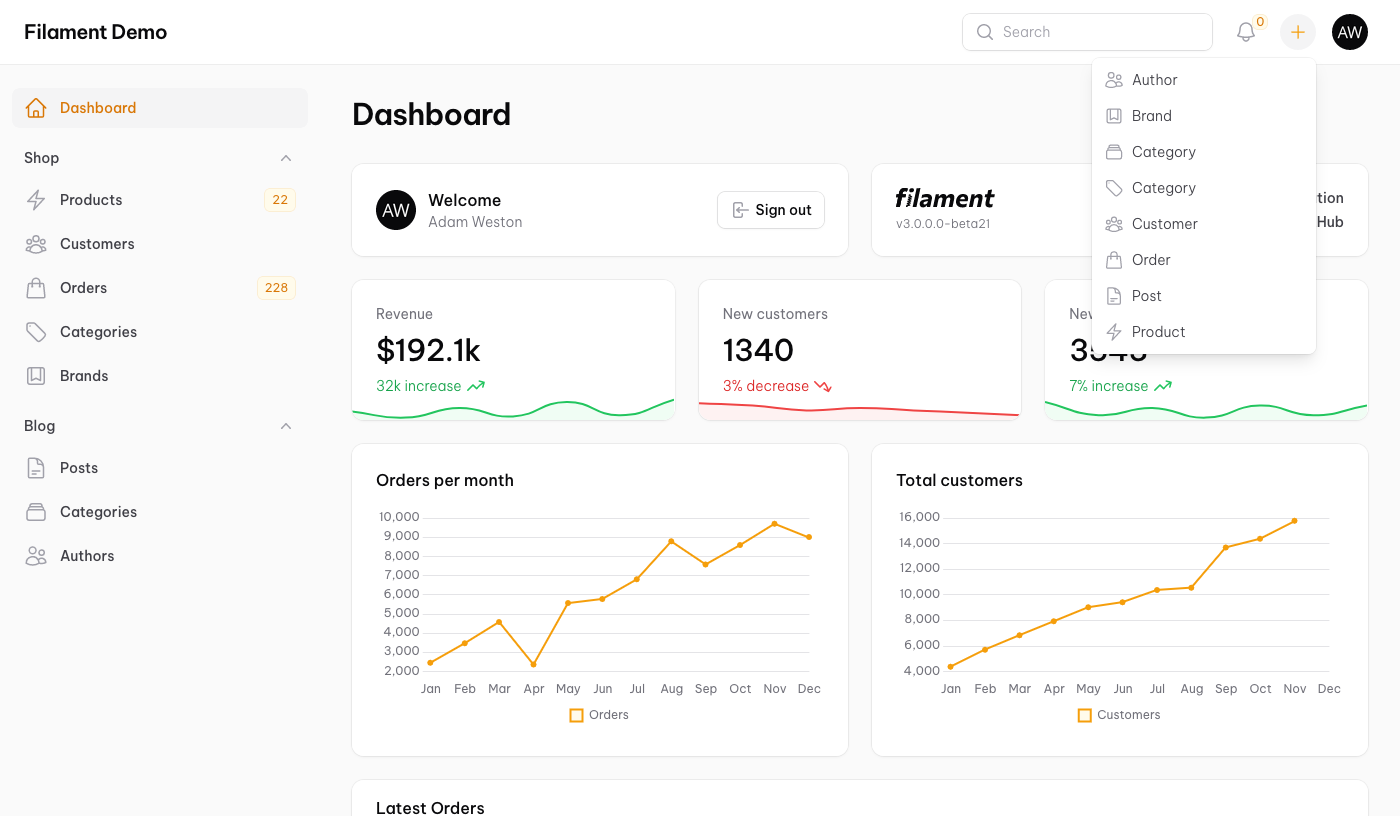 Filament Demo
Search
0
AW
Author
Brand
Category
Category
Customer
Order
Post
Product
Dashboard
Shop
Products 22
Customers
Orders 228
Categories
Brands
Blog
Posts
Categories
Authors
Dashboard
AW
Welcome
Adam Weston
Sign out
filament
v3.0.0.0-beta21
Hub
Revenue
$192.1k
32k increase
New customers
1340
3% decrease
7% increase
Orders per month
10,000
9,000
8,000
7,000
6,000
5,000
4,000
3,000
2,000
Jan Feb Mar Apr May Jun Jul Aug Sep Oct Nov Dec
Orders
Total customers
16,000
14,000
12,000
10,000
8,000
6,000
4,000
Jan Feb Mar Apr May Jun Jul Aug Sep Oct Nov Dec
Customers
Latest Orders